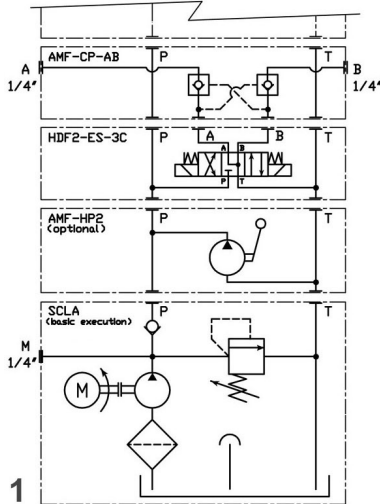 AMF-CP-AB
P
T
A
1/4"
B
1/4"
HDF2-ES-3C
P
A
B
T
A B
P T
AMF-HP2
(optional)
P
T
SCLA
(basic execution)
P
T
M
1/4"
M
1